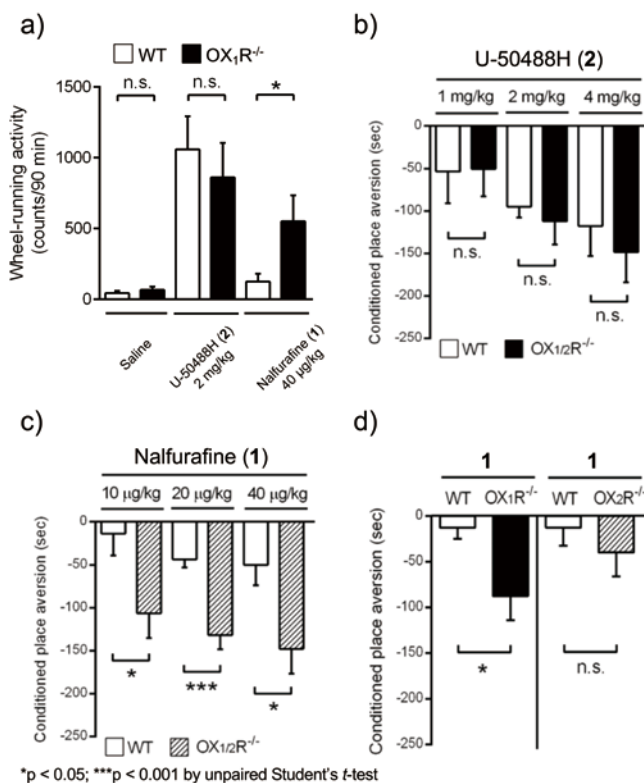 a)
WT OX₁R⁻/⁻
n.s. n.s. *
1500
1000
500
0
Wheel-running activity
(counts/90 min)
Saline
U-50488H (2)
2 mg/kg
Nalfurafine (1)
40 µg/kg
b)
U-50488H (2)
1 mg/kg 2 mg/kg 4 mg/kg
0
-50
-100
-150
-200
-250
Conditioned place aversion (sec)
n.s.
n.s.
n.s.
WT OX1/2R⁻/⁻
c)
Nalfurafine (1)
10 µg/kg 20 µg/kg 40 µg/kg
0
-50
-100
-150
-200
-250
Conditioned place aversion (sec)
* *** *
WT OX1/2R⁻/⁻
d)
1 1
WT OX₁R⁻/⁻ WT OX₂R⁻/⁻
0
-50
-100
-150
-200
-250
Conditioned place aversion (sec)
* n.s.
*p < 0.05; ***p < 0.001 by unpaired Student's t-test